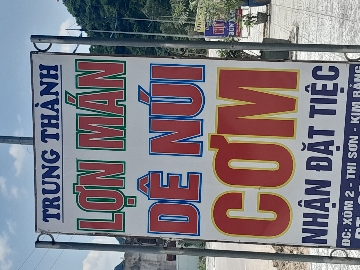 TRUNG THÀNH
LỢN MÁN
DÊ NÚI
CƠM
NHẬN ĐẶT TIỆC
ĐC: XÓM 2 - THI SƠN - KIM BẢNG